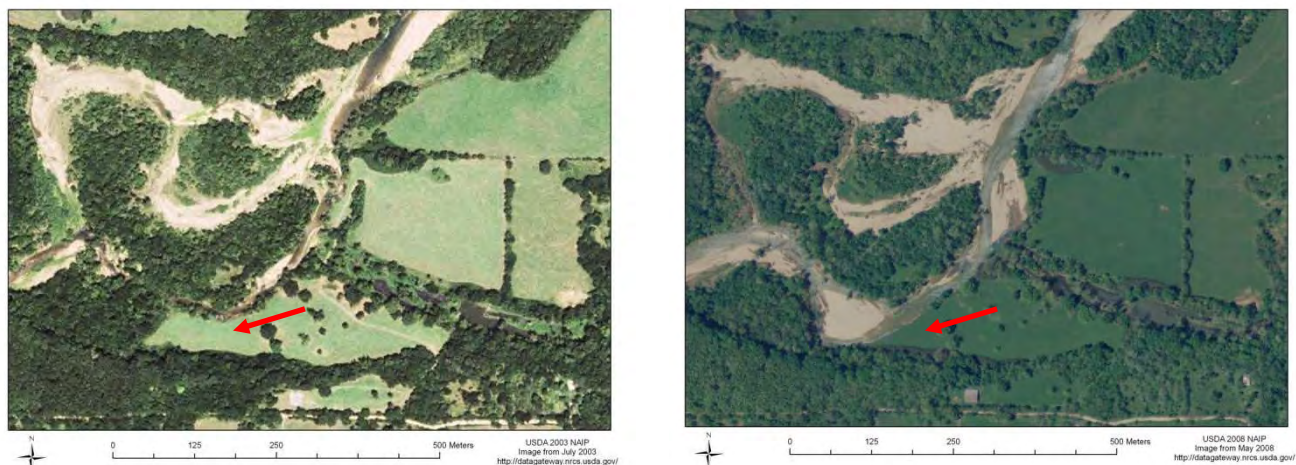 N
0 125 250 500 Meters
USDA 2003 NAIP
Image from July 2003
http://datagateway.nrcs.usda.gov/
N
0 125 250 500 Meters
USDA 2008 NAIP
Image from May 2008
http://datagateway.nrcs.usda.gov/